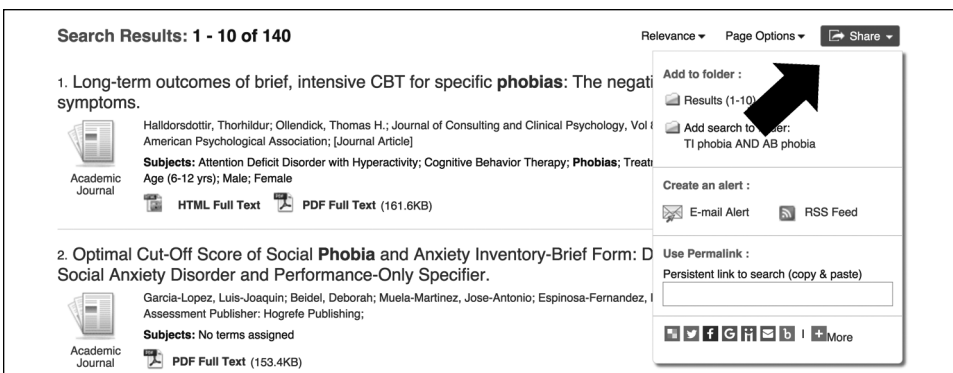 Search Results: 1 - 10 of 140
Relevance Page Options Share
1. Long-term outcomes of brief, intensive CBT for specific phobias: The negati
symptoms.
Halldorsdottir, Thorhildur; Ollendick, Thomas H.; Journal of Consulting and Clinical Psychology, Vol
American Psychological Association; [Journal Article]
Subjects: Attention Deficit Disorder with Hyperactivity; Cognitive Behavior Therapy; Phobias; Treatr
Age (6-12 yrs); Male; Female
Academic
Journal
HTML Full Text PDF Full Text (161.6KB)
2. Optimal Cut-Off Score of Social Phobia and Anxiety Inventory-Brief Form: D
Social Anxiety Disorder and Performance-Only Specifier.
Garcia-Lopez, Luis-Joaquin; Beidel, Deborah; Muela-Martinez, Jose-Antonio; Espinosa-Fernandez,
Assessment Publisher: Hogrefe Publishing;
Subjects: No terms assigned
Academic
Journal
PDF Full Text (153.4KB)
Add to folder :
Results (1-10)
Add search to
TI phobia AND AB phobia
Create an alert :
E-mail Alert RSS Feed
Use Permalink :
Persistent link to search (copy & paste)
More